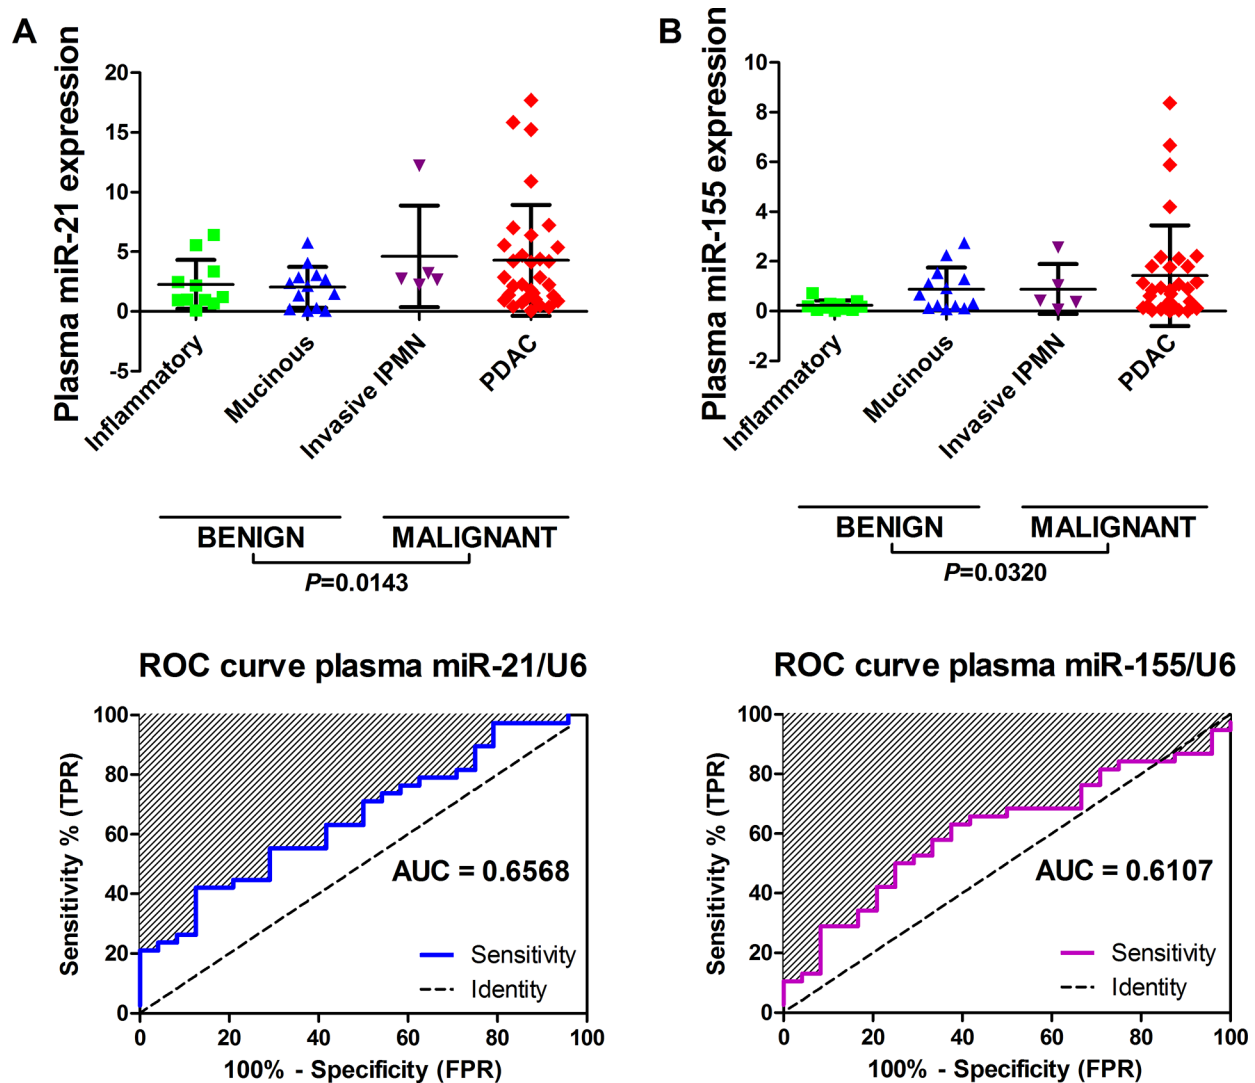 A
Plasma miR-21 expression
20
15
10
5
0
-5
Inflammatory
Mucinous
Invasive IPMN
PDAC
BENIGN
MALIGNANT
P=0.0143
B
Plasma miR-155 expression
10
8
6
4
2
0
-2
Inflammatory
Mucinous
Invasive IPMN
PDAC
BENIGN
MALIGNANT
P=0.0320
ROC curve plasma miR-21/U6
Sensitivity % (TPR)
100
80
60
40
20
0
AUC = 0.6568
Sensitivity
Identity
0 20 40 60 80 100
100% - Specificity (FPR)
ROC curve plasma miR-155/U6
Sensitivity % (TPR)
100
80
60
40
20
0
AUC = 0.6107
Sensitivity
Identity
0 20 40 60 80 100
100% - Specificity (FPR)